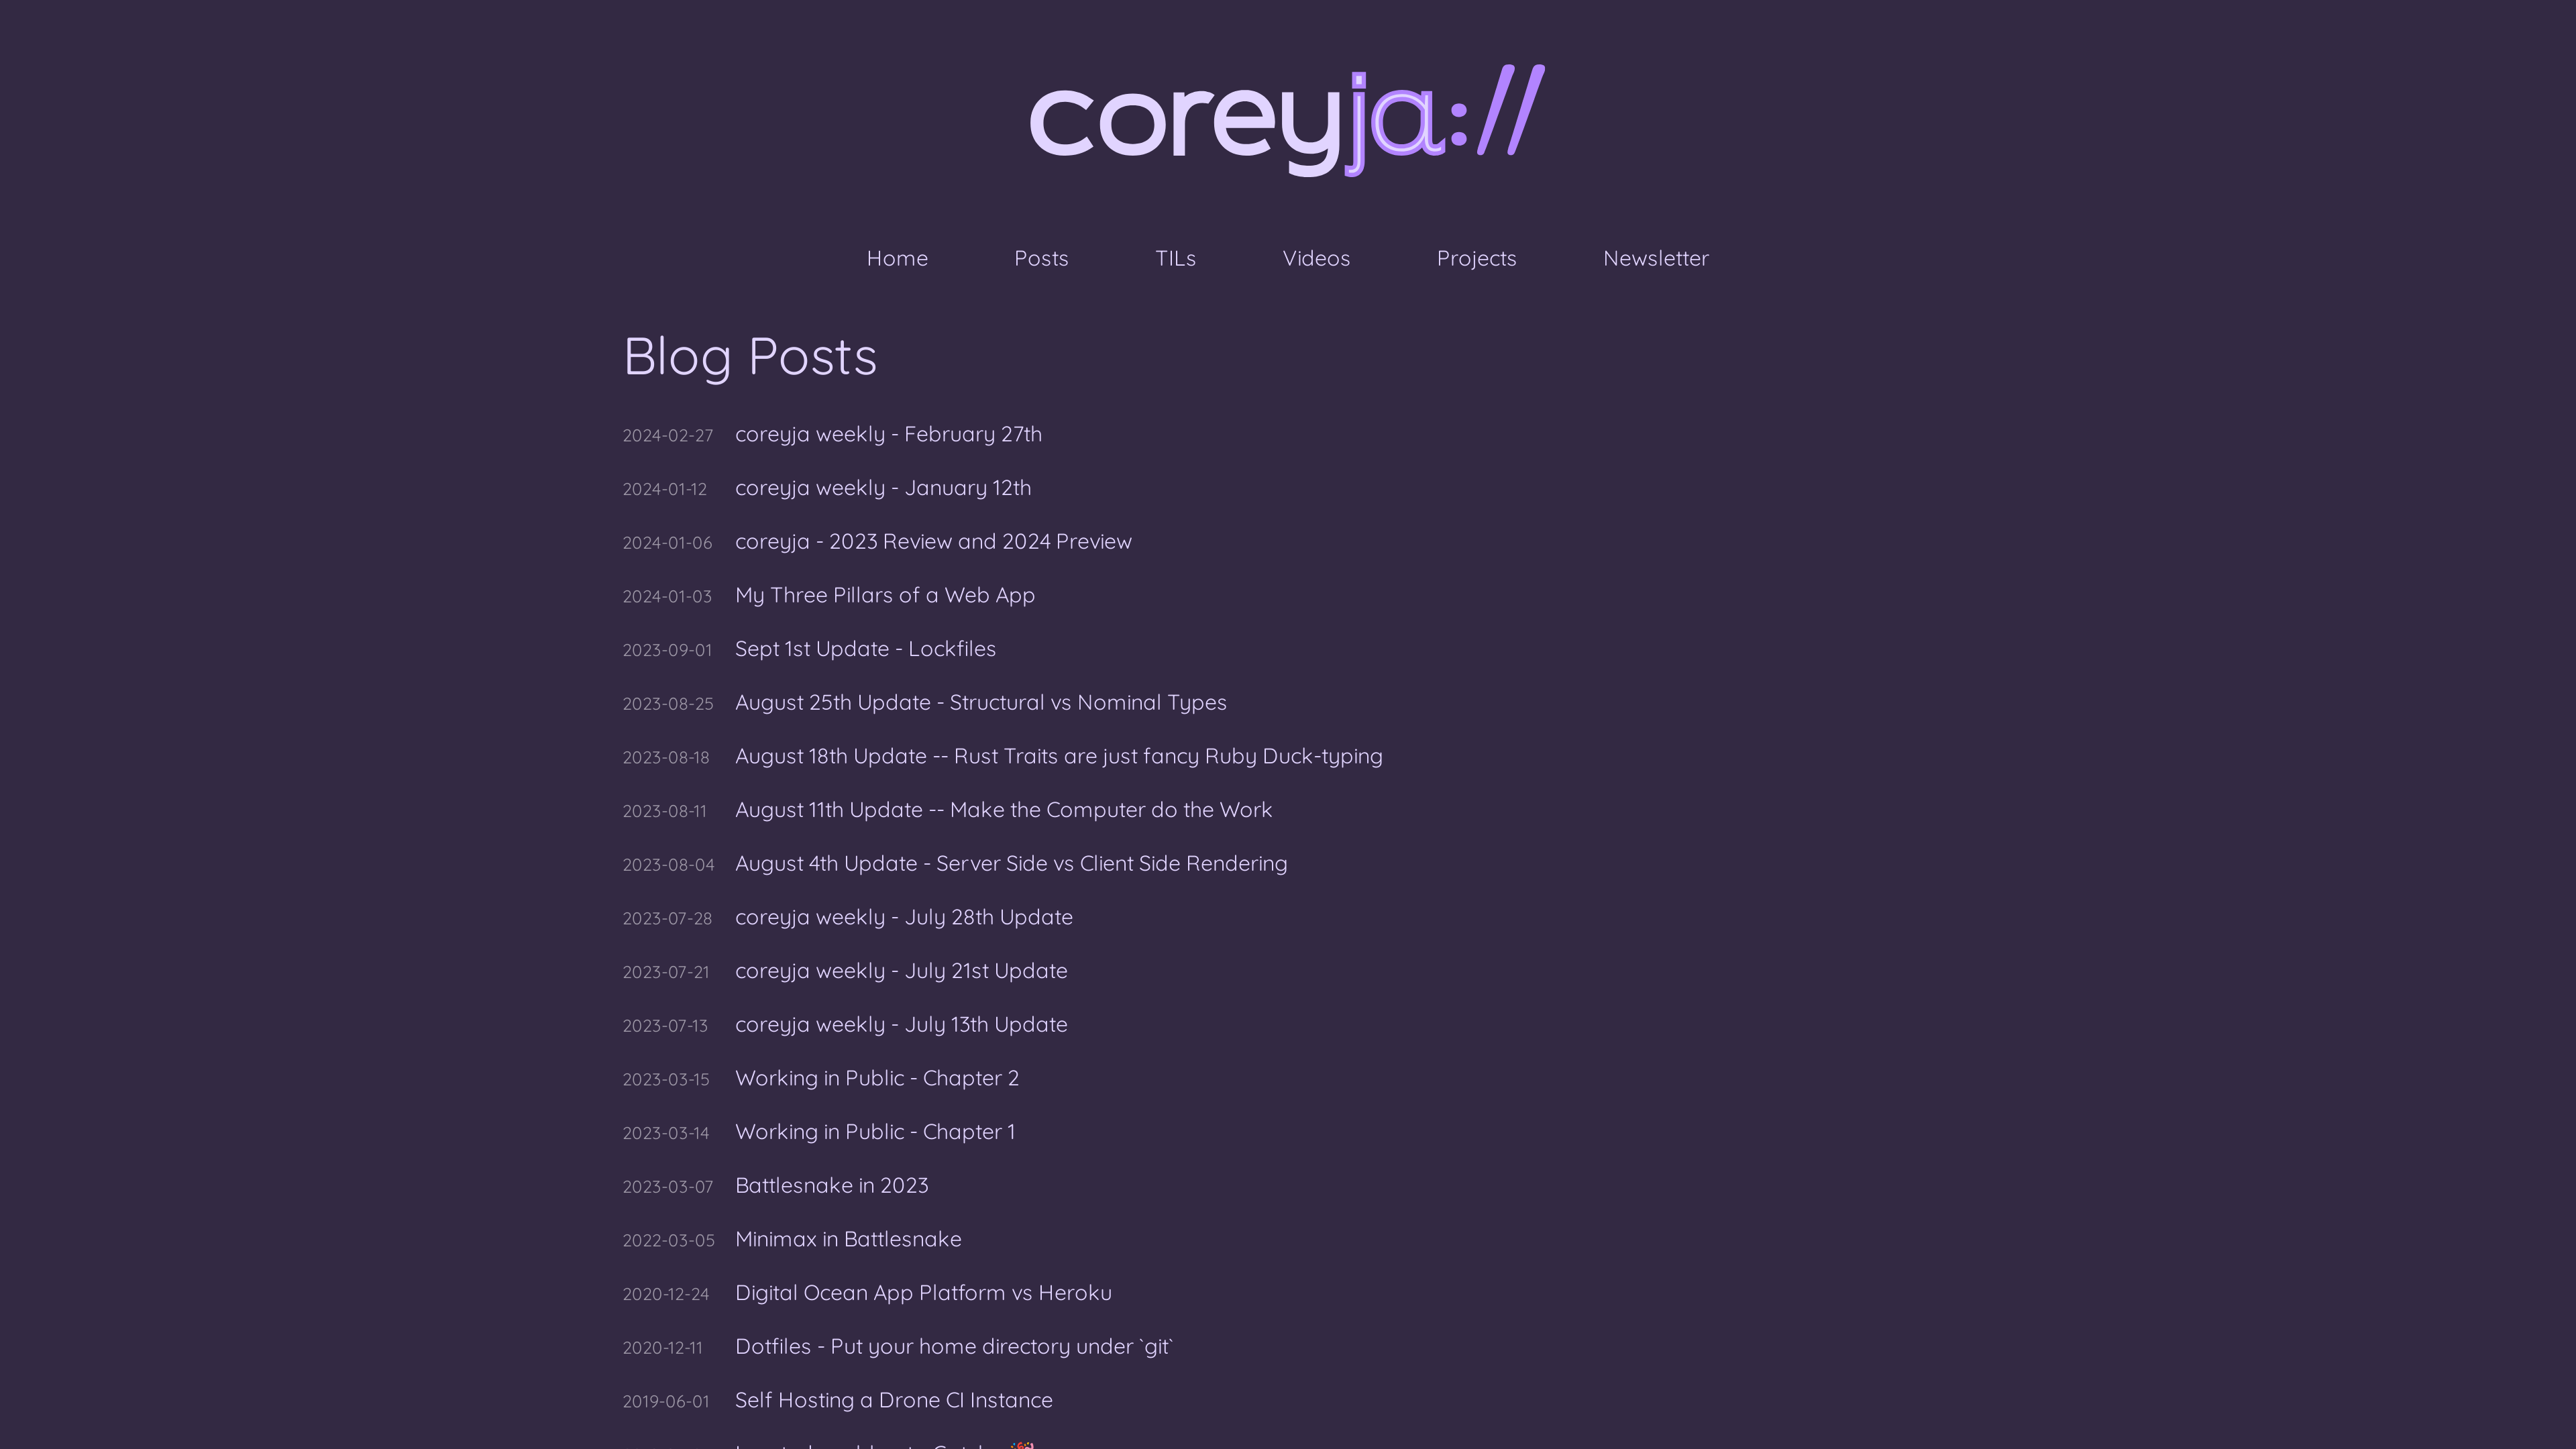 coreyja://
Home Posts TILs Videos Projects Newsletter
Blog Posts
2024-02-27 coreyja weekly - February 27th
2024-01-12 coreyja weekly - January 12th
2024-01-06 coreyja - 2023 Review and 2024 Preview
2024-01-03 My Three Pillars of a Web App
2023-09-01 Sept 1st Update - Lockfiles
2023-08-25 August 25th Update - Structural vs Nominal Types
2023-08-18 August 18th Update -- Rust Traits are just fancy Ruby Duck-typing
2023-08-11 August 11th Update -- Make the Computer do the Work
2023-08-04 August 4th Update - Server Side vs Client Side Rendering
2023-07-28 coreyja weekly - July 28th Update
2023-07-21 coreyja weekly - July 21st Update
2023-07-13 coreyja weekly - July 13th Update
2023-03-15 Working in Public - Chapter 2
2023-03-14 Working in Public - Chapter 1
2023-03-07 Battlesnake in 2023
2022-03-05 Minimax in Battlesnake
2020-12-24 Digital Ocean App Platform vs Heroku
2020-12-11 Dotfiles - Put your home directory under `git`
2019-06-01 Self Hosting a Drone CI Instance